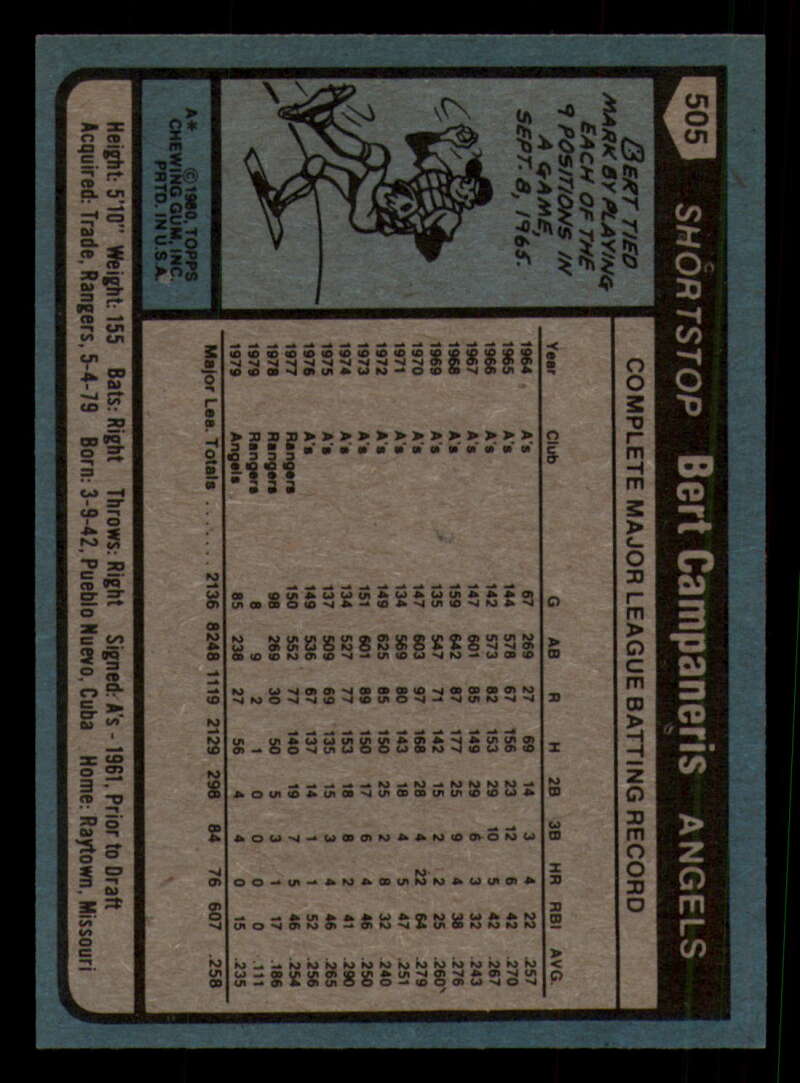 505 SHORTSTOP Bert Campaneris ANGELS
BERT TIED
MARK BY PLAYING
EACH OF THE
9 POSITIONS IN
A GAME,
SEPT. 8, 1965.
A* ©1980, TOPPS
CHEWING GUM, INC.
PRTD. IN U.S.A.
COMPLETE MAJOR LEAGUE BATTING RECORD
Year Club G AB R H 2B 3B HR RBI AVG.
1964 A's 67 269 27 69 14 3 4 22 .257
1965 A's 144 578 67 156 23 12 6 42 .270
1966 A's 142 573 82 153 29 10 5 42 .267
1967 A's 147 601 85 149 29 6 3 32 .243
1968 A's 159 642 87 177 25 9 4 38 .276
1969 A's 135 547 71 142 15 2 2 25 .260
1970 A's 147 603 97 168 28 4 22 64 .279
1971 A's 134 569 80 143 18 4 5 47 .251
1972 A's 149 625 85 150 25 2 8 32 .240
1973 A's 151 601 89 150 17 6 4 46 .250
1974 A's 134 527 77 153 18 8 2 41 .290
1975 A's 137 509 69 135 15 3 4 46 .265
1976 A's 149 536 67 137 14 1 1 52 .256
1977 Rangers 150 552 77 140 19 7 5 46 .254
1978 Rangers 98 269 30 50 5 3 1 17 .186
1979 Rangers 8 9 2 1 0 0 0 0 .111
1979 Angels 85 238 27 56 4 4 0 15 .235
Major Lea. Totals ....... 2136 8248 1119 2129 298 84 76 607 .258
Height: 5'10" Weight: 155 Bats: Right Throws: Right Signed: A's - 1961, Prior to Draft
Acquired: Trade, Rangers, 5-4-79 Born: 3-9-42, Pueblo Nuevo, Cuba Home: Raytown, Missouri